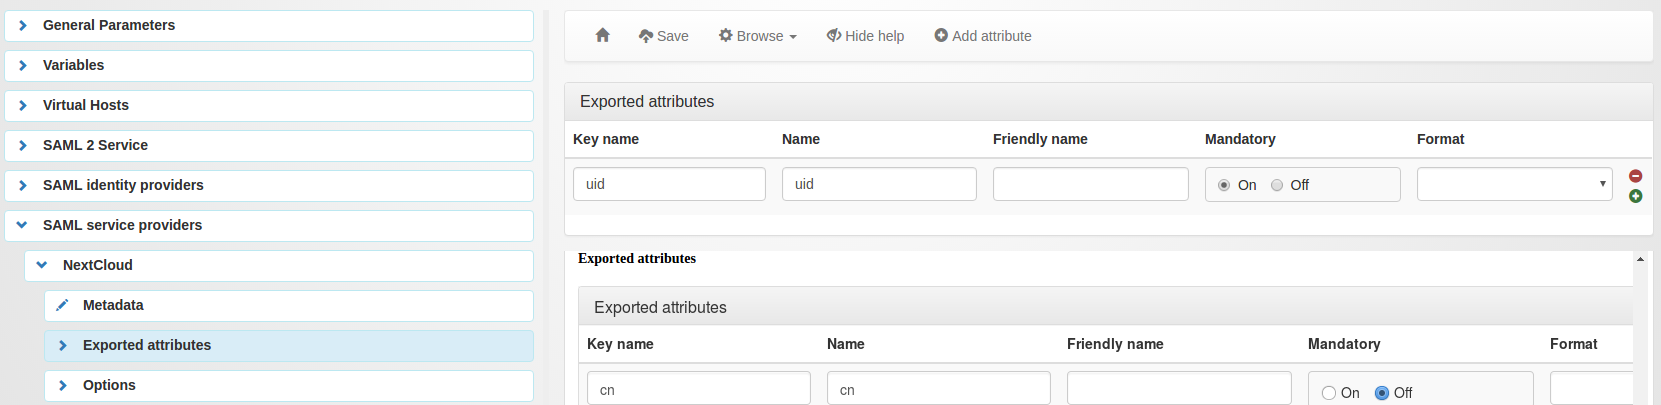 General Parameters
Variables
Virtual Hosts
SAML 2 Service
SAML identity providers
SAML service providers
NextCloud
Metadata
Exported attributes
Options
Save Browse Hide help Add attribute
Exported attributes
Key name Name Friendly name Mandatory Format
uid uid On Off
Exported attributes
Exported attributes
Key name Name Friendly name Mandatory Format
cn cn On Off